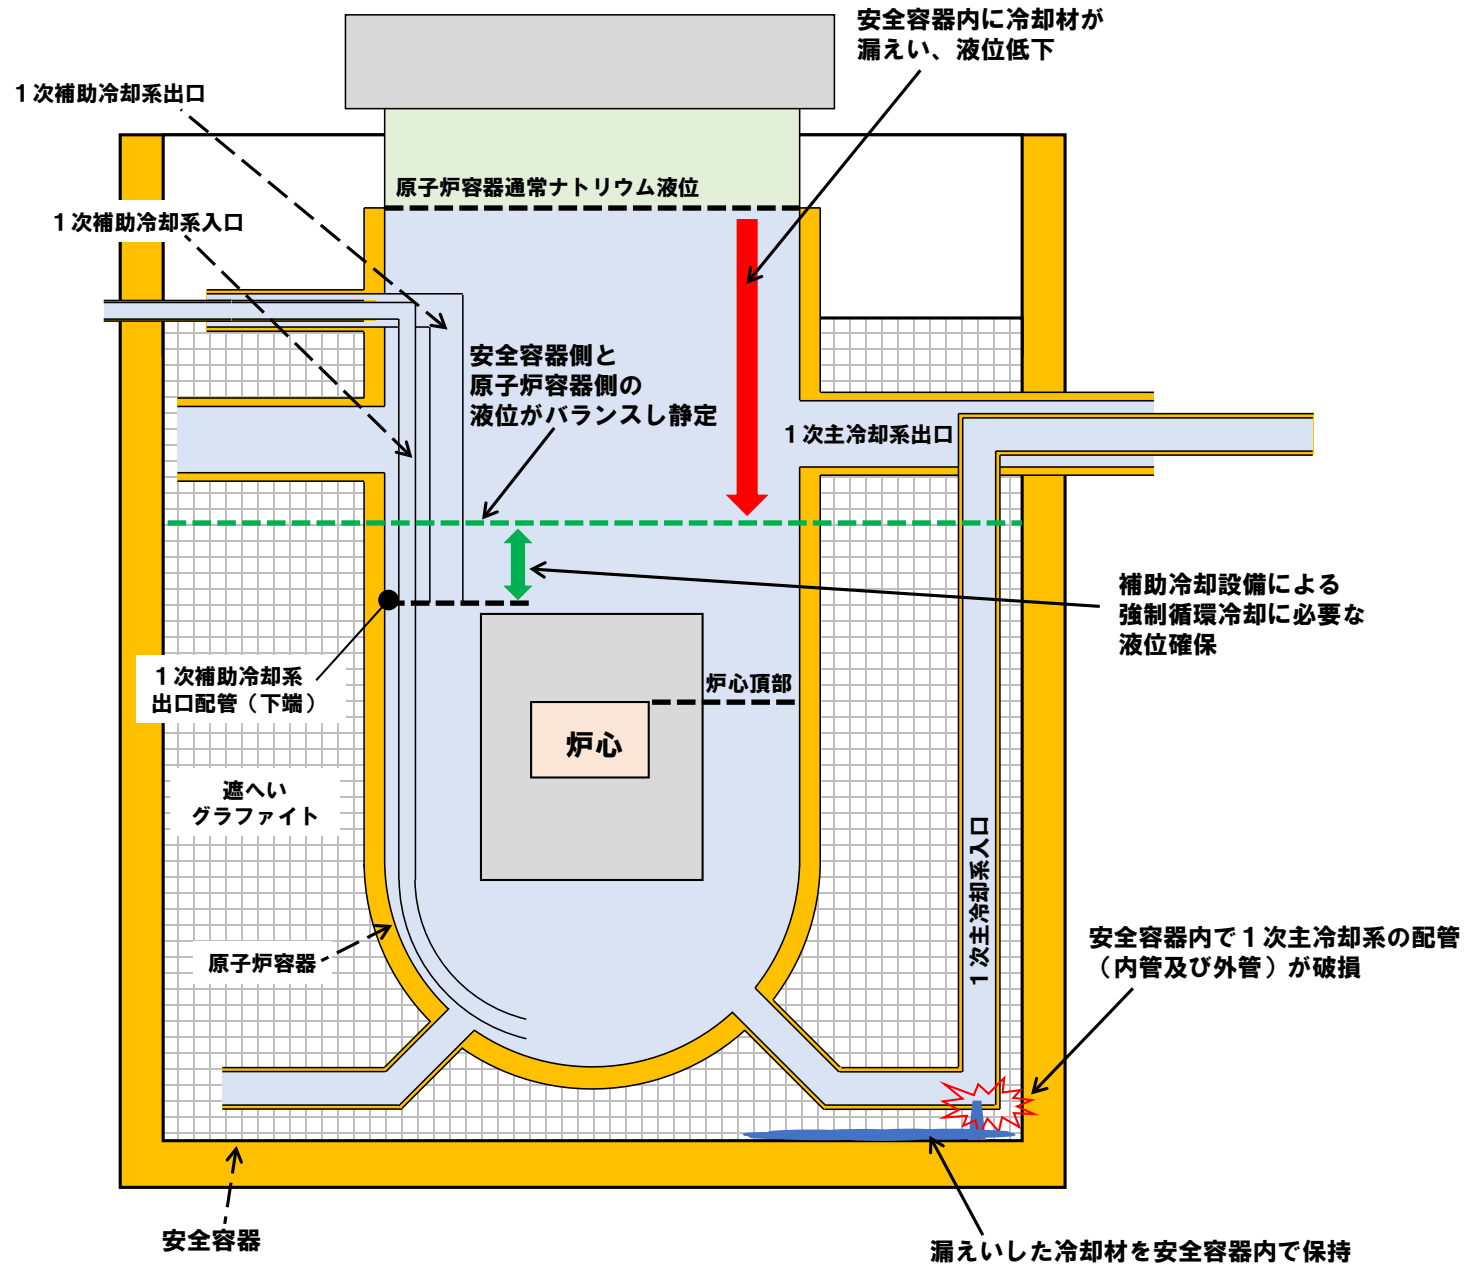 安全容器内に冷却材が
漏えい、液位低下
１次補助冷却系出口
原子炉容器通常ナトリウム液位
１次補助冷却系入口
安全容器側と
原子炉容器側の
液位がバランスし静定
１次主冷却系出口
補助冷却設備による
強制循環冷却に必要な
液位確保
１次補助冷却系
出口配管（下端）
炉心頂部
炉心
遮へい
グラファイト
１次主冷却系入口
原子炉容器
安全容器内で１次主冷却系の配管
（内管及び外管）が破損
安全容器
漏えいした冷却材を安全容器内で保持